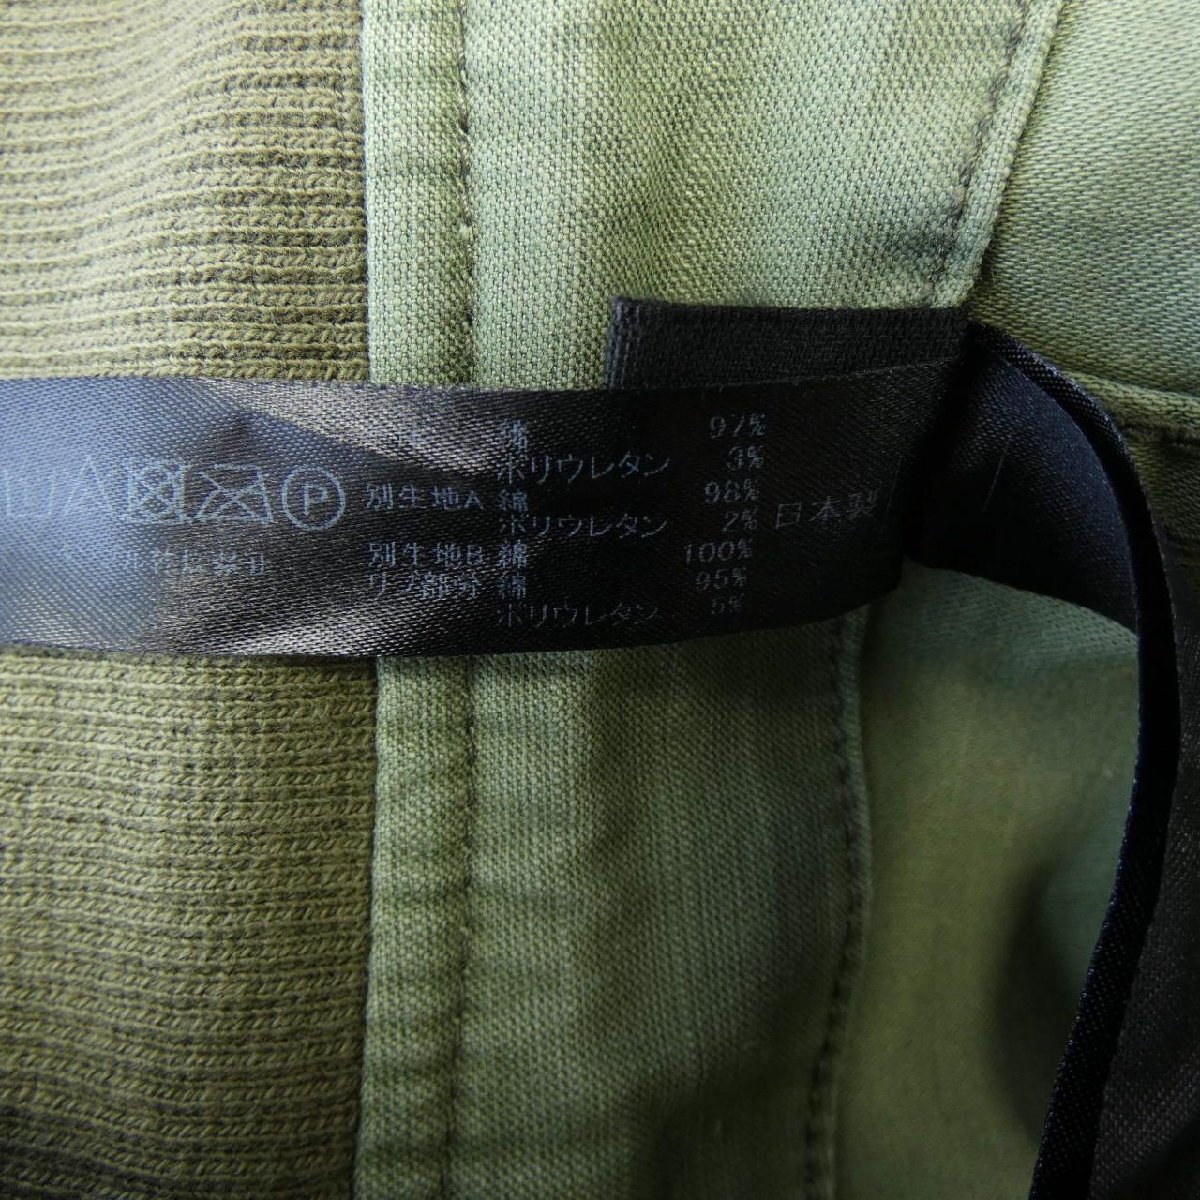 綿 97%
ポリウレタン 3%
別生地A 綿 98%
ポリウレタン 2%
別生地B 綿 100%
リブ部分 綿 95%
ポリウレタン 5%
日本製
P